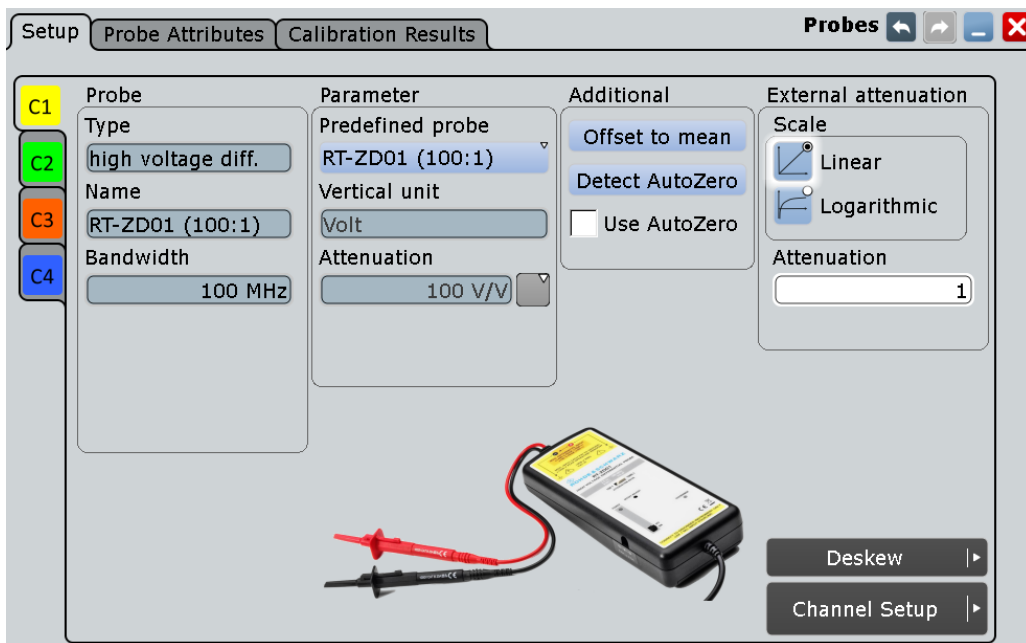 Setup
Probe Attributes
Calibration Results
Probes
C1
C2
C3
C4
Probe
Type
high voltage diff.
Name
RT-ZD01 (100:1)
Bandwidth
100 MHz
Parameter
Predefined probe
RT-ZD01 (100:1)
Vertical unit
Volt
Attenuation
100 V/V
Additional
Offset to mean
Detect AutoZero
Use AutoZero
External attenuation
Scale
Linear
Logarithmic
Attenuation
1
Deskew
Channel Setup